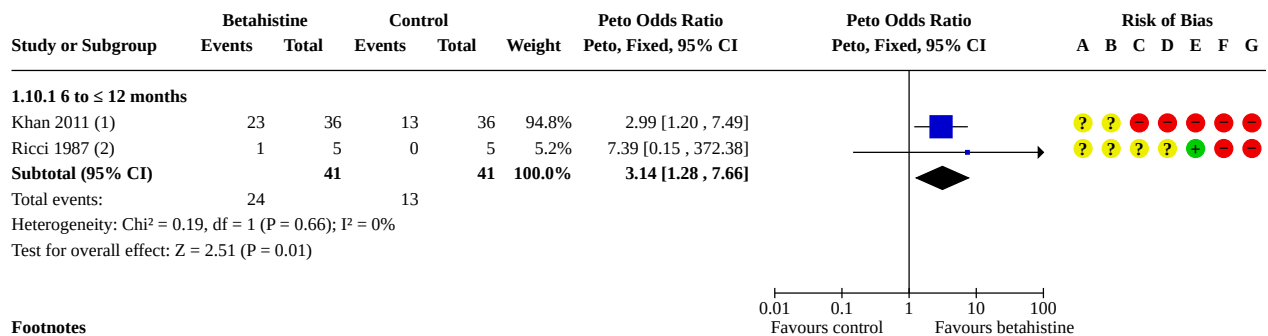 Betahistine Control Peto Odds Ratio Peto Odds Ratio Risk of Bias
Study or Subgroup Events Total Events Total Weight Peto, Fixed, 95% CI Peto, Fixed, 95% CI A B C D E F G
1.10.1 6 to ≤ 12 months
Khan 2011 (1) 23 36 13 36 94.8% 2.99 [1.20 , 7.49] ? ? − − − − −
Ricci 1987 (2) 1 5 0 5 5.2% 7.39 [0.15 , 372.38] ? ? ? ? + − −
Subtotal (95% CI) 41 41 100.0% 3.14 [1.28 , 7.66]
Total events: 24 13
Heterogeneity: Chi² = 0.19, df = 1 (P = 0.66); I² = 0%
Test for overall effect: Z = 2.51 (P = 0.01)
0.01 0.1 1 10 100
Favours control Favours betahistine
Footnotes